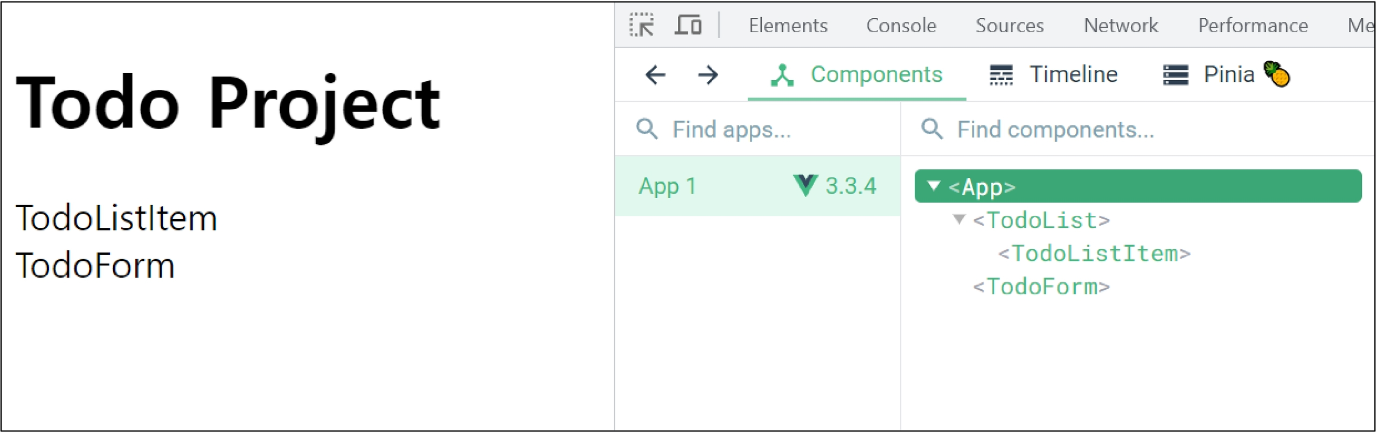 Todo Project
TodoListItem
TodoForm
Elements Console Sources Network Performance Me
Components Timeline Pinia 🍍
Find apps... Find components...
App 1 3.3.4
<App>
<TodoList>
<TodoListItem>
<TodoForm>